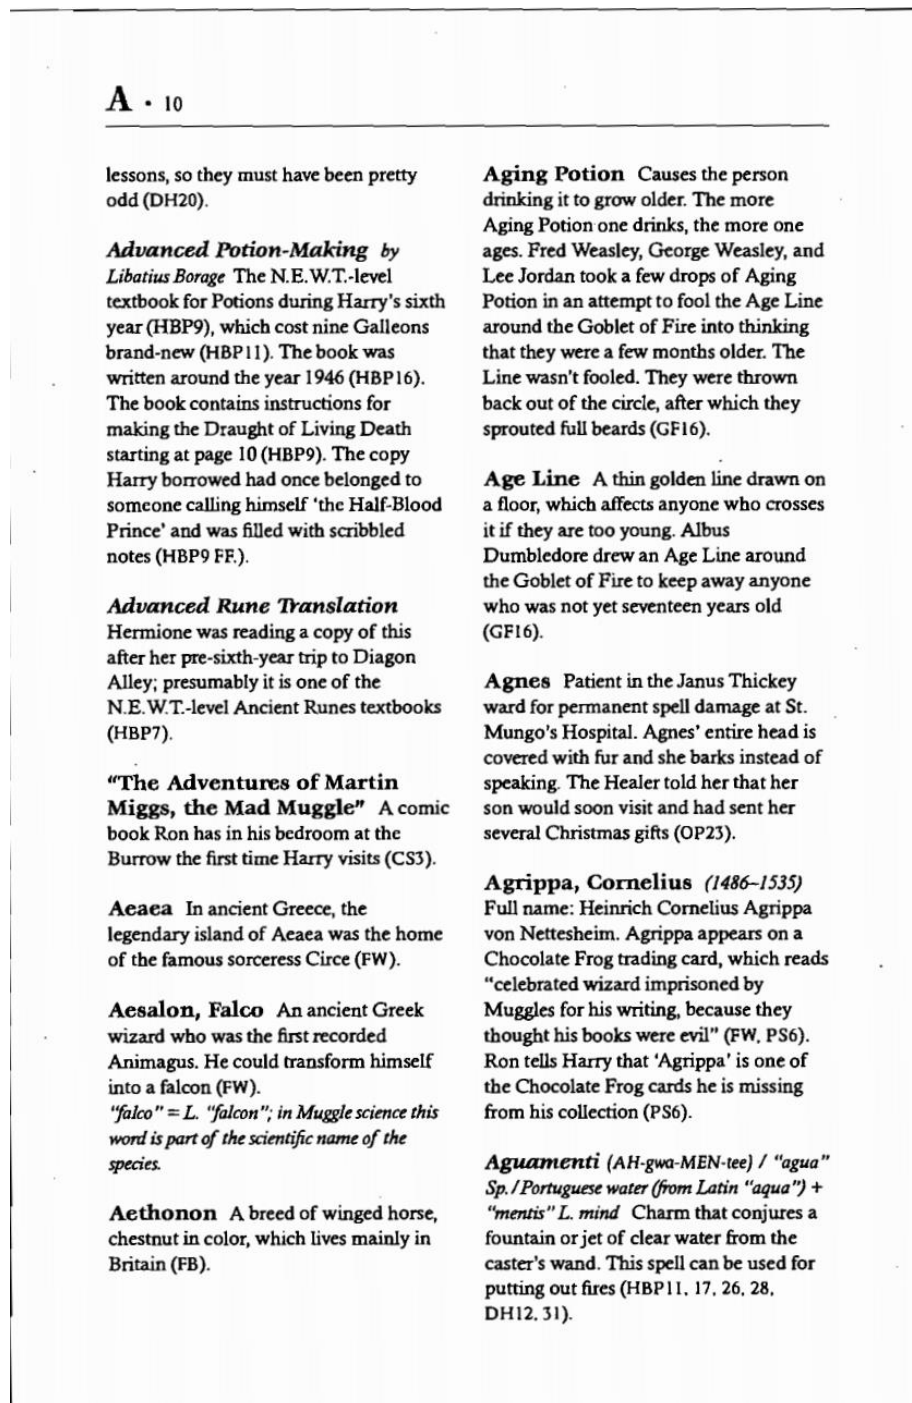 A · 10
lessons, so they must have been pretty
odd (DH20).
Advanced Potion-Making by
Libatius Borage The N.E.W.T.-level
textbook for Potions during Harry's sixth
year (HBP9), which cost nine Galleons
brand-new (HBP11). The book was
written around the year 1946 (HBP16).
The book contains instructions for
making the Draught of Living Death
starting at page 10 (HBP9). The copy
Harry borrowed had once belonged to
someone calling himself 'the Half-Blood
Prince' and was filled with scribbled
notes (HBP9 FF.).
Advanced Rune Translation
Hermione was reading a copy of this
after her pre-sixth-year trip to Diagon
Alley; presumably it is one of the
N.E.W.T.-level Ancient Runes textbooks
(HBP7).
"The Adventures of Martin
Miggs, the Mad Muggle" A comic
book Ron has in his bedroom at the
Burrow the first time Harry visits (CS3).
Aeaea In ancient Greece, the
legendary island of Aeaea was the home
of the famous sorceress Circe (FW).
Aesalon, Falco An ancient Greek
wizard who was the first recorded
Animagus. He could transform himself
into a falcon (FW).
"falco" = L. "falcon"; in Muggle science this
word is part of the scientific name of the
species.
Aethonon A breed of winged horse,
chestnut in color, which lives mainly in
Britain (FB).
Aging Potion Causes the person
drinking it to grow older. The more
Aging Potion one drinks, the more one
ages. Fred Weasley, George Weasley, and
Lee Jordan took a few drops of Aging
Potion in an attempt to fool the Age Line
around the Goblet of Fire into thinking
that they were a few months older. The
Line wasn't fooled. They were thrown
back out of the circle, after which they
sprouted full beards (GF16).
Age Line A thin golden line drawn on
a floor, which affects anyone who crosses
it if they are too young. Albus
Dumbledore drew an Age Line around
the Goblet of Fire to keep away anyone
who was not yet seventeen years old
(GF16).
Agnes Patient in the Janus Thickey
ward for permanent spell damage at St.
Mungo's Hospital. Agnes' entire head is
covered with fur and she barks instead of
speaking. The Healer told her that her
son would soon visit and had sent her
several Christmas gifts (OP23).
Agrippa, Cornelius (1486–1535)
Full name: Heinrich Cornelius Agrippa
von Nettesheim. Agrippa appears on a
Chocolate Frog trading card, which reads
"celebrated wizard imprisoned by
Muggles for his writing, because they
thought his books were evil" (FW, PS6).
Ron tells Harry that 'Agrippa' is one of
the Chocolate Frog cards he is missing
from his collection (PS6).
Aguamenti (AH-gwa-MEN-tee) / "agua"
Sp./Portuguese water (from Latin "aqua") +
"mentis" L. mind Charm that conjures a
fountain or jet of clear water from the
caster's wand. This spell can be used for
putting out fires (HBP11, 17, 26, 28,
DH12, 31).